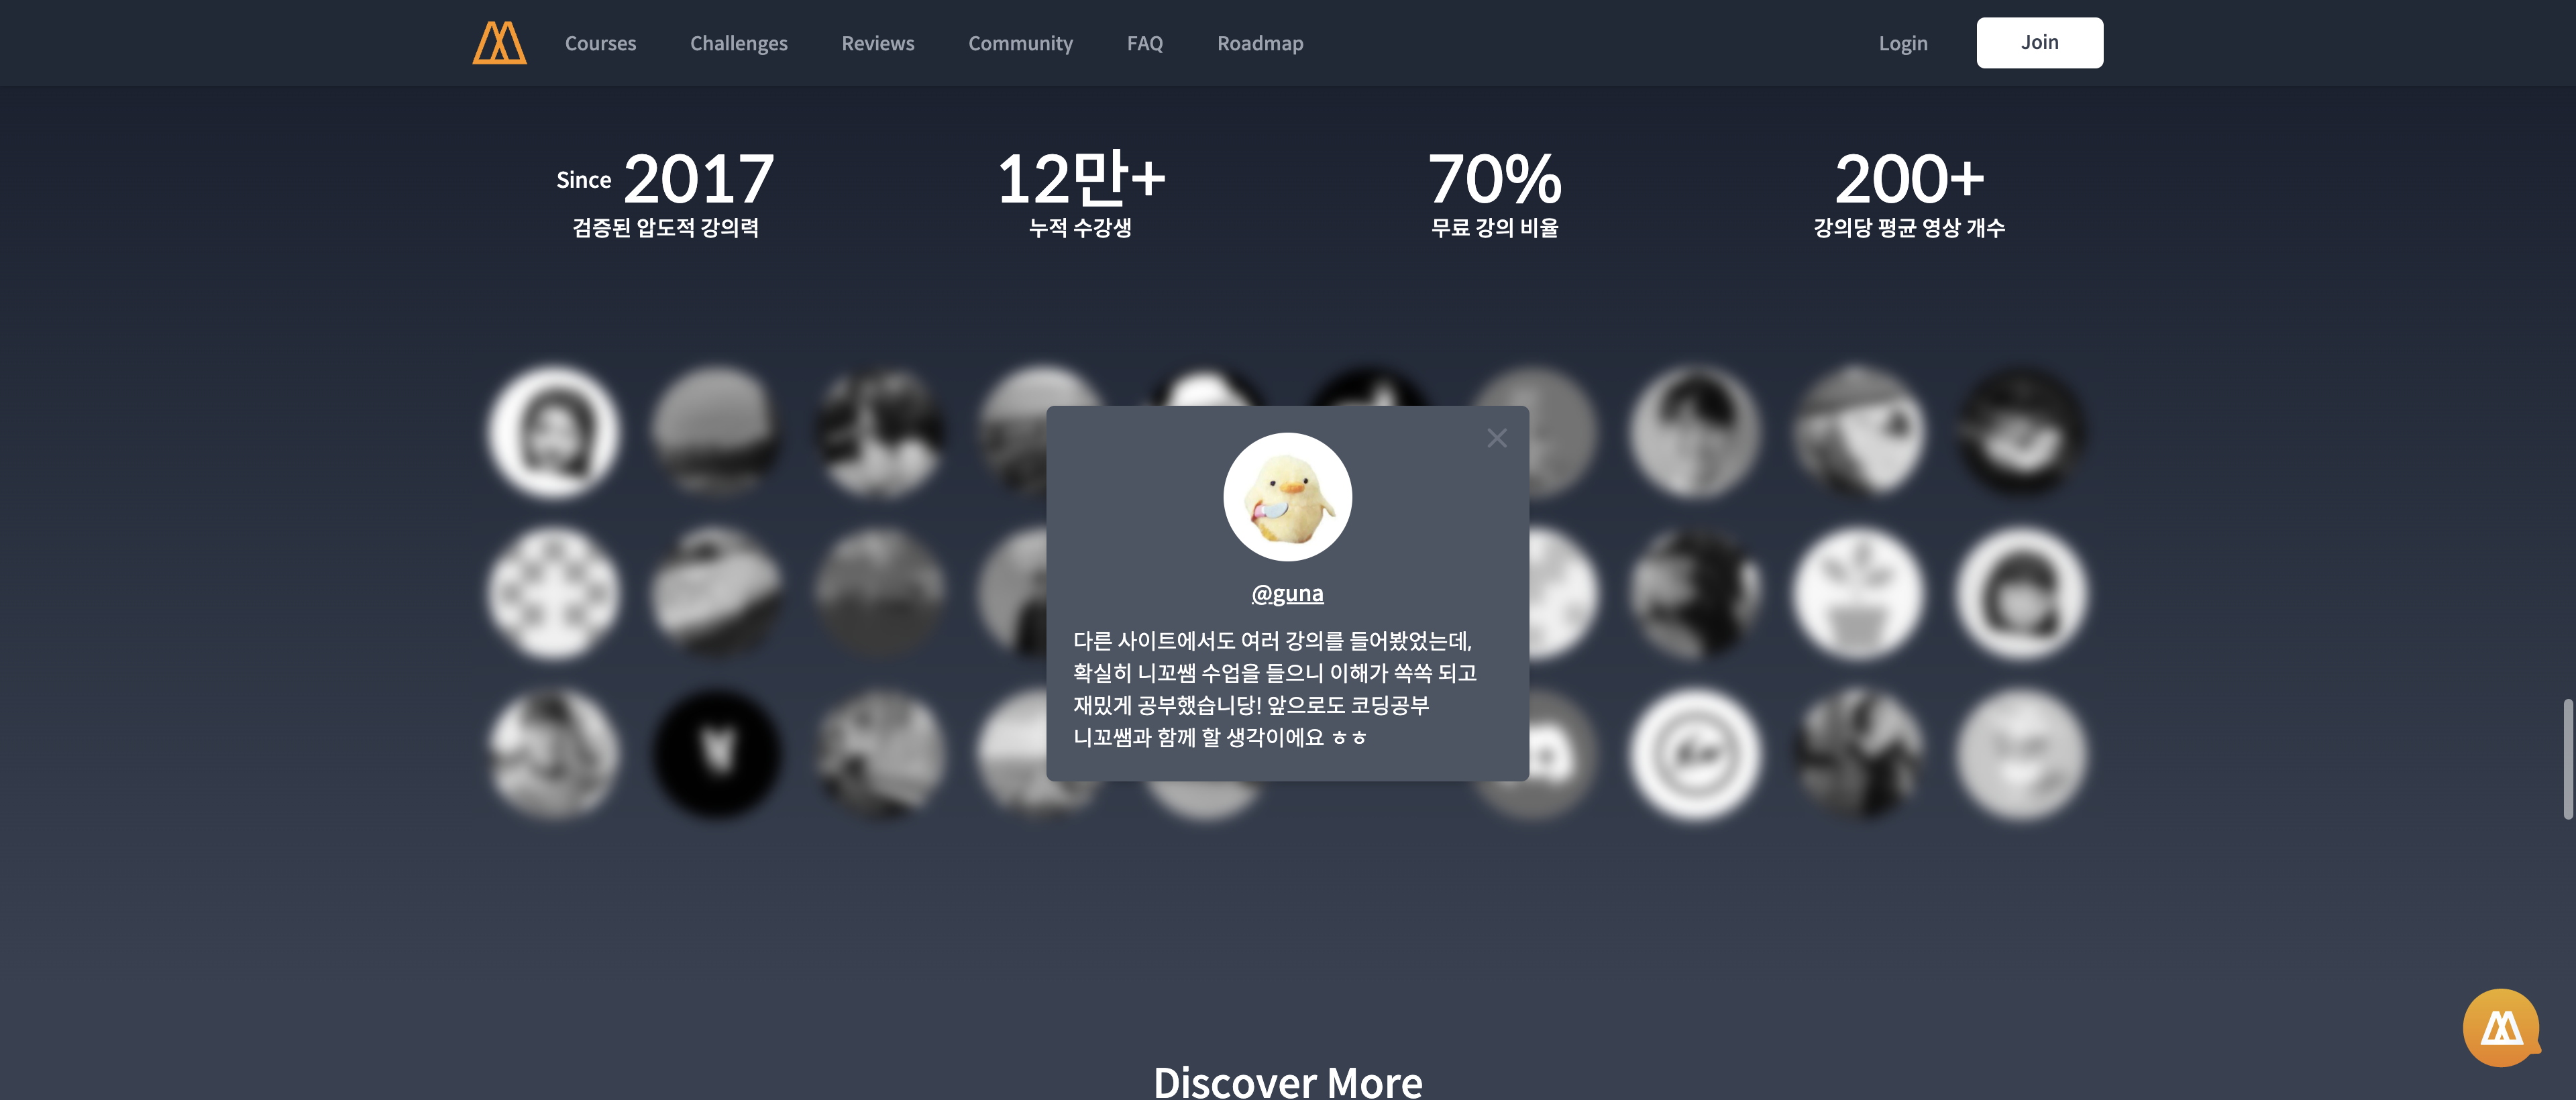 Courses Challenges Reviews Community FAQ Roadmap Login Join
Since 2017
검증된 압도적 강의력
12만+
누적 수강생
70%
무료 강의 비율
200+
강의당 평균 영상 개수
@guna
다른 사이트에서도 여러 강의를 들어봤었는데,
확실히 니꼬쌤 수업을 들으니 이해가 쏙쏙 되고
재밌게 공부했습니당! 앞으로도 코딩공부
니꼬쌤과 함께 할 생각이에요 ㅎㅎ
Discover More